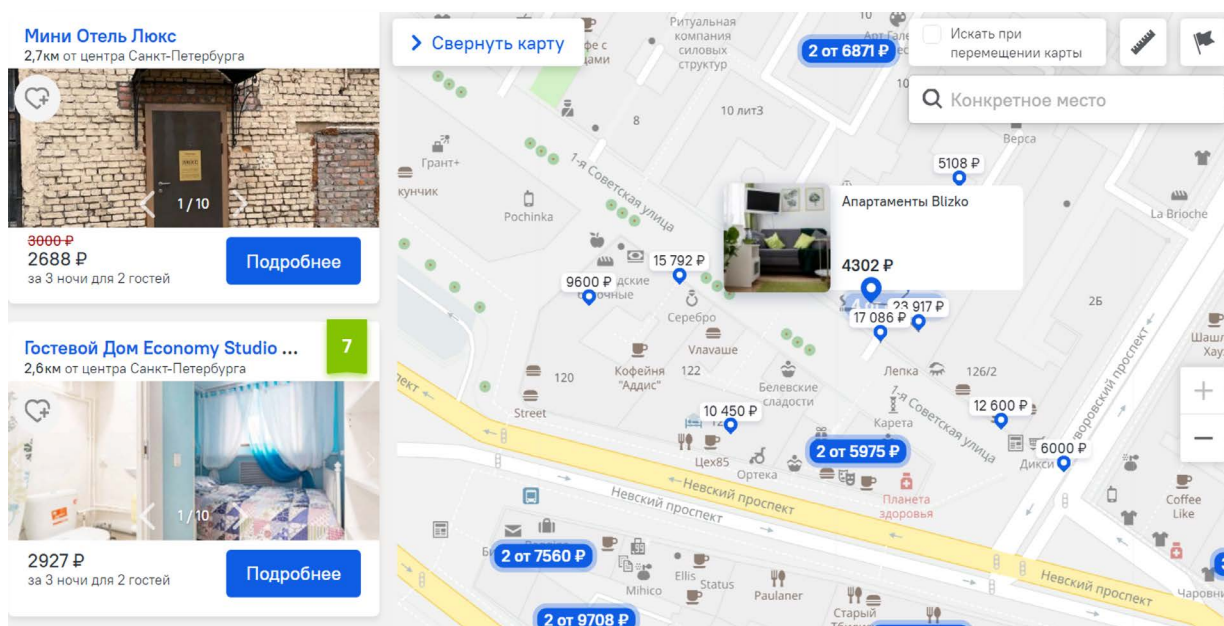 Мини Отель Люкс
2,7км от центра Санкт-Петербурга
1 / 10
3000 ₽
2688 ₽
за 3 ночи для 2 гостей
Подробнее
Гостевой Дом Economy Studio ...
7
2,6км от центра Санкт-Петербурга
1 / 10
2927 ₽
за 3 ночи для 2 гостей
Подробнее
Свернуть карту
Ритуальная
компания
силовых
структур
10
2 от 6871 ₽
Искать при
перемещении карты
Конкретное место
10
10 лит3
8
Верса
Грант+
5108 ₽
1-я Советская улица
Pochinka
La Brioche
Апартаменты Blizko
4302 ₽
15 792 ₽
9600 ₽
23 917 ₽
17 086 ₽
Серебро
2Б
Vлаvаше
Кофейня
"Аддис"
122
120
Street
Белевские
сладости
Лепка
126/2
1-я Советская улица
12 600 ₽
Карета
10 450 ₽
6000 ₽
2 от 5975 ₽
Дикси
Цех85
Ортека
Невский проспект
Невский проспект
Планета
здоровья
Coffee
Like
2 от 7560 ₽
Ellis
Status
Mihico
Paulaner
Невский проспект
2 от 9708 ₽
Старый